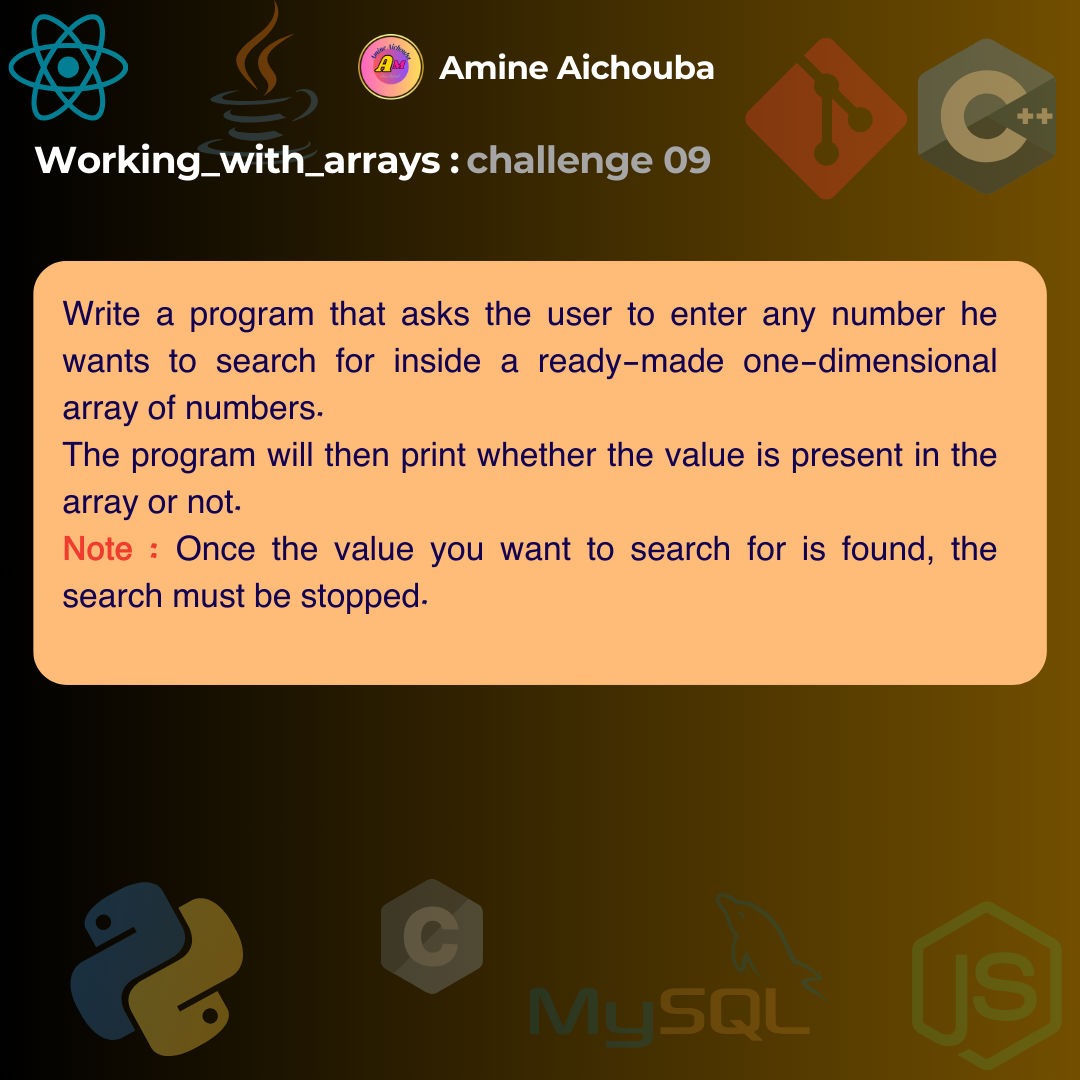 Amine Aichouba
Working_with_arrays : challenge 09
Write a program that asks the user to enter any number he
wants to search for inside a ready-made one-dimensional
array of numbers.
The program will then print whether the value is present in the
array or not.
Note : Once the value you want to search for is found, the
search must be stopped.
C++
C
MySQL
JS